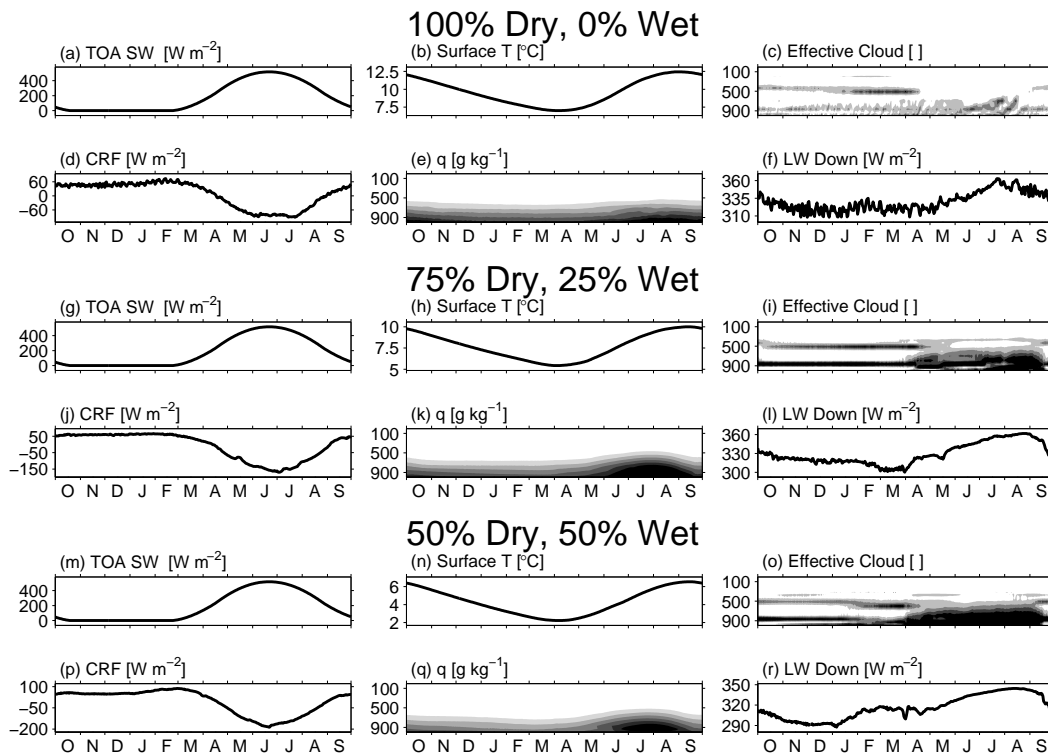 100% Dry, 0% Wet
(a) TOA SW [W m−2]
(b) Surface T [°C]
(c) Effective Cloud [ ]
400
200
0
12.5
10
7.5
100
500
900
(d) CRF [W m−2]
(e) q [g kg−1]
(f) LW Down [W m−2]
60
0
−60
100
500
900
360
335
310
O N D J F M A M J J A S
O N D J F M A M J J A S
O N D J F M A M J J A S
75% Dry, 25% Wet
(g) TOA SW [W m−2]
(h) Surface T [°C]
(i) Effective Cloud [ ]
400
200
0
10
7.5
5
100
500
900
(j) CRF [W m−2]
(k) q [g kg−1]
(l) LW Down [W m−2]
50
−50
−150
100
500
900
360
330
300
O N D J F M A M J J A S
O N D J F M A M J J A S
O N D J F M A M J J A S
50% Dry, 50% Wet
(m) TOA SW [W m−2]
(n) Surface T [°C]
(o) Effective Cloud [ ]
400
200
0
6
4
2
100
500
900
(p) CRF [W m−2]
(q) q [g kg−1]
(r) LW Down [W m−2]
100
−50
−200
100
500
900
350
320
290
O N D J F M A M J J A S
O N D J F M A M J J A S
O N D J F M A M J J A S